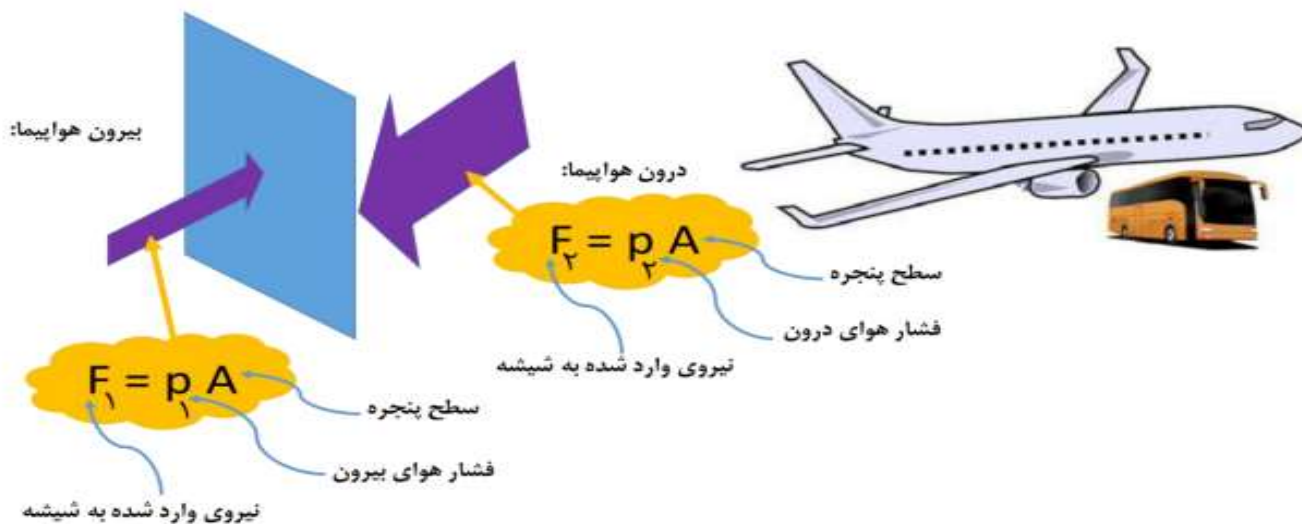 بیرون هواپیما:
درون هواپیما:
F۲ = p۲ A
سطح پنجره
فشار هوای درون
نیروی وارد شده به شیشه
F۱ = p۱ A
سطح پنجره
فشار هوای بیرون
نیروی وارد شده به شیشه